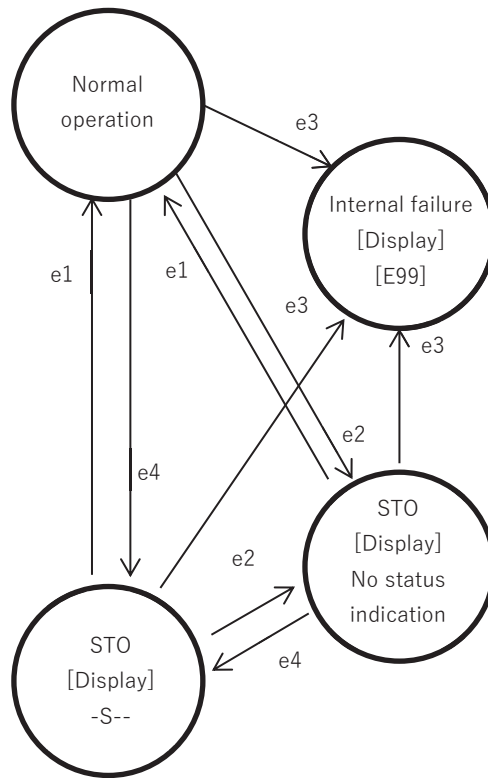 Normal
operation
e3
Internal failure
[Display]
[E99]
e1
e1
e3
e3
e2
e4
STO
[Display]
No status
indication
e2
e4
STO
[Display]
-S--